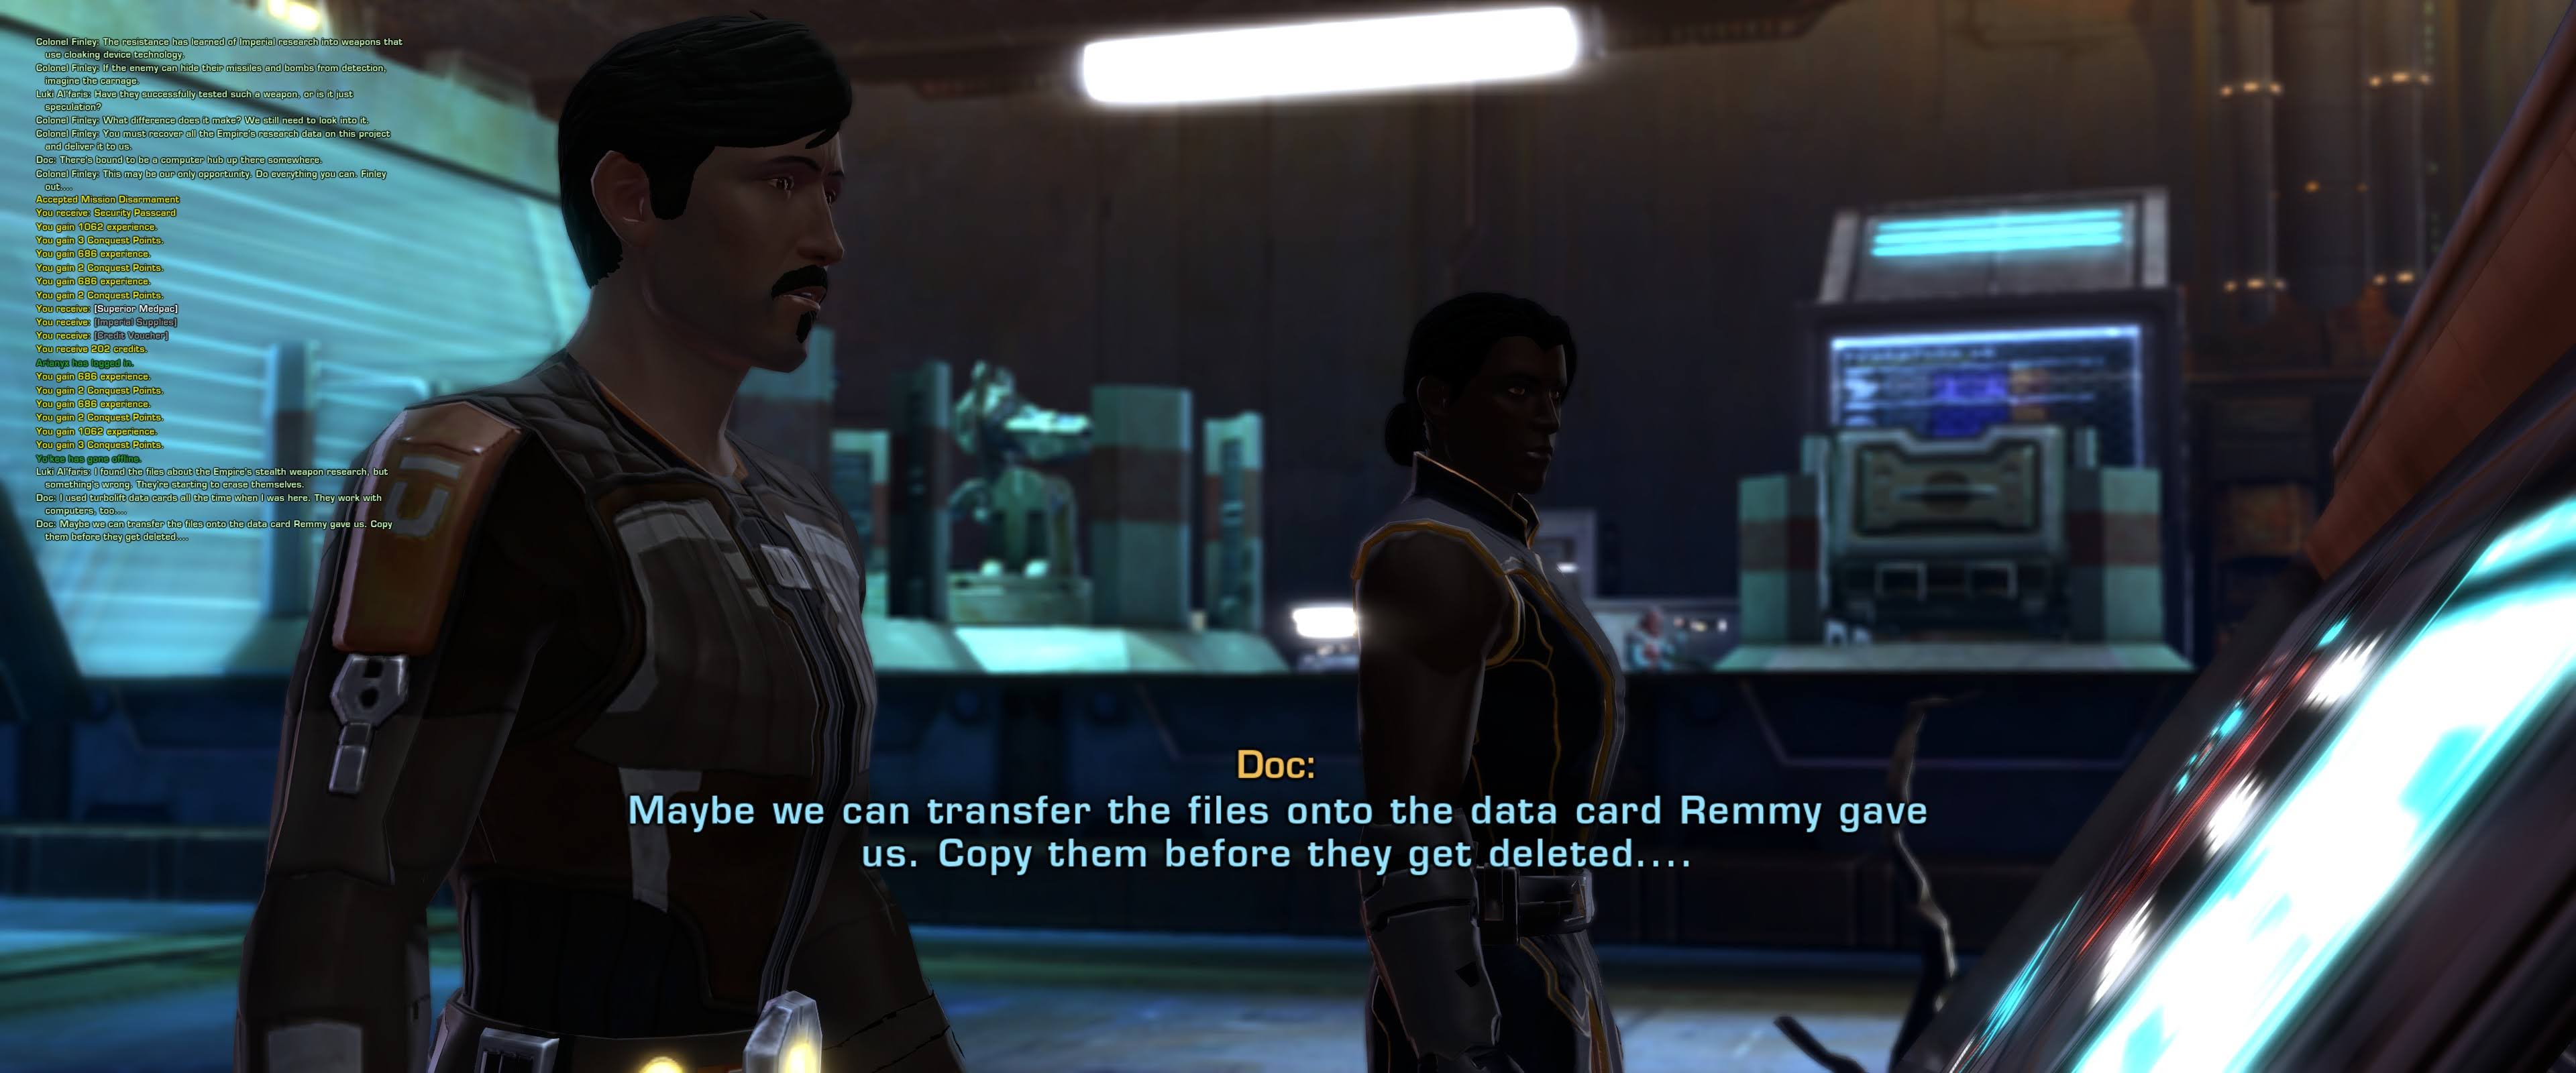 Colonel Finley: The resistance has learned of Imperial research into weapons that
use cloaking device technology.
Colonel Finley: If the enemy can hide their missiles and bombs from detection,
imagine the carnage.
Luki Al'faris: Have they successfully tested such a weapon, or is it just
speculation?
Colonel Finley: What difference does it make? We still need to look into it.
Colonel Finley: You must recover all the Empire's research data on this project
and deliver it to us.
Doc: There's bound to be a computer hub up there somewhere.
Colonel Finley: This may be our only opportunity. Do everything you can. Finley
out....
Accepted Mission Disarmament
You receive: Security Passcard
You gain 1062 experience.
You gain 3 Conquest Points.
You gain 686 experience.
You gain 2 Conquest Points.
You gain 686 experience.
You gain 2 Conquest Points.
You receive: [Superior Medpac]
You receive: [Imperial Supplies]
You receive: [Credit Voucher]
You receive 202 credits.
Arianyx has logged in.
You gain 686 experience.
You gain 2 Conquest Points.
You gain 686 experience.
You gain 2 Conquest Points.
You gain 1062 experience.
You gain 3 Conquest Points.
Yo'kee has gone offline.
Luki Al'faris: I found the files about the Empire's stealth weapon research, but
something's wrong. They're starting to erase themselves.
Doc: I used turbolift data cards all the time when I was here. They work with
computers, too....
Doc: Maybe we can transfer the files onto the data card Remmy gave us. Copy
them before they get deleted....
Doc:
Maybe we can transfer the files onto the data card Remmy gave
us. Copy them before they get deleted....